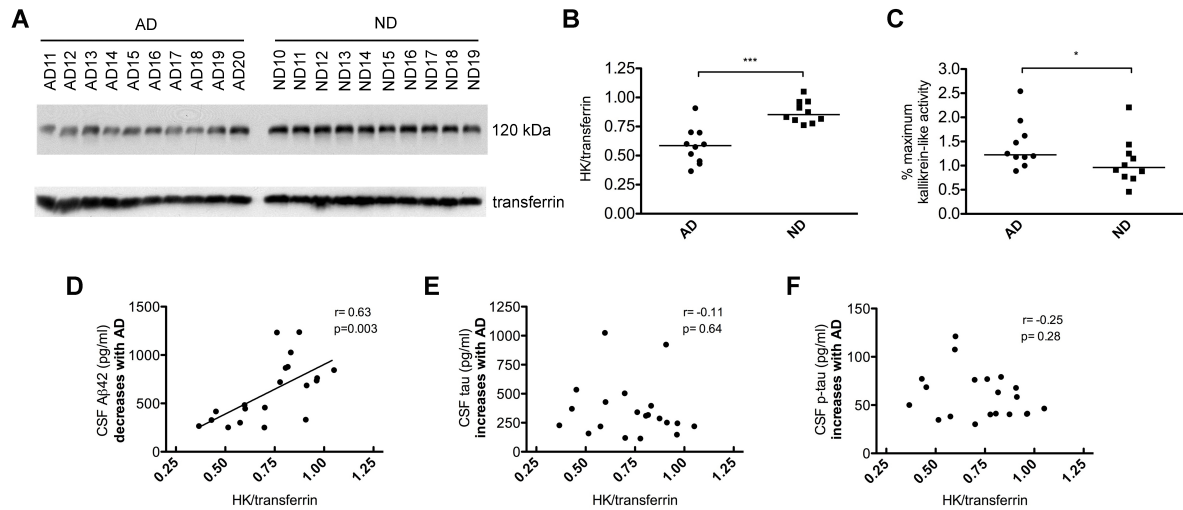 A
AD
ND
AD11 AD12 AD13 AD14 AD15 AD16 AD17 AD18 AD19 AD20 ND10 ND11 ND12 ND13 ND14 ND15 ND16 ND17 ND18 ND19
120 kDa
transferrin
B
HK/transferrin
1.25
1.00
0.75
0.50
0.25
0.00
***
AD
ND
C
% maximum
kallikrein-like activity
3.0
2.5
2.0
1.5
1.0
0.5
0.0
*
AD
ND
D
CSF Aβ42 (pg/ml)
decreases with AD
1500
1000
500
0
r= 0.63
p=0.003
0.25 0.50 0.75 1.00 1.25
HK/transferrin
E
CSF tau (pg/ml)
increases with AD
1250
1000
750
500
250
0
r= -0.11
p= 0.64
0.25 0.50 0.75 1.00 1.25
HK/transferrin
F
CSF p-tau (pg/ml)
increases with AD
150
100
50
0
r= -0.25
p= 0.28
0.25 0.50 0.75 1.00 1.25
HK/transferrin